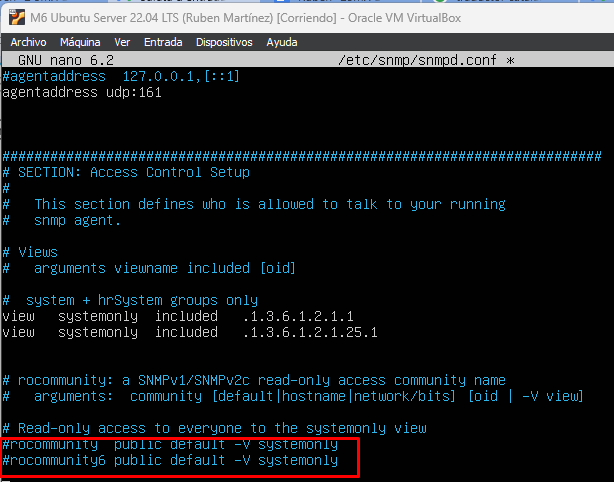 M6 Ubuntu Server 22.04 LTS (Ruben Martínez) [Corriendo] - Oracle VM VirtualBox
Archivo Máquina Ver Entrada Dispositivos Ayuda
GNU nano 6.2 /etc/snmp/snmpd.conf *
#agentaddress  127.0.0.1,[::1]
agentaddress udp:161
###########################################################################
# SECTION: Access Control Setup
#
#   This section defines who is allowed to talk to your running
#   snmp agent.
# Views
#   arguments viewname included [oid]
#  system + hrSystem groups only
view   systemonly  included   .1.3.6.1.2.1.1
view   systemonly  included   .1.3.6.1.2.1.25.1
# rocommunity: a SNMPv1/SNMPv2c read-only access community name
#   arguments:  community [default|hostname|network/bits] [oid | -V view]
# Read-only access to everyone to the systemonly view
#rocommunity  public default -V systemonly
#rocommunity6 public default -V systemonly